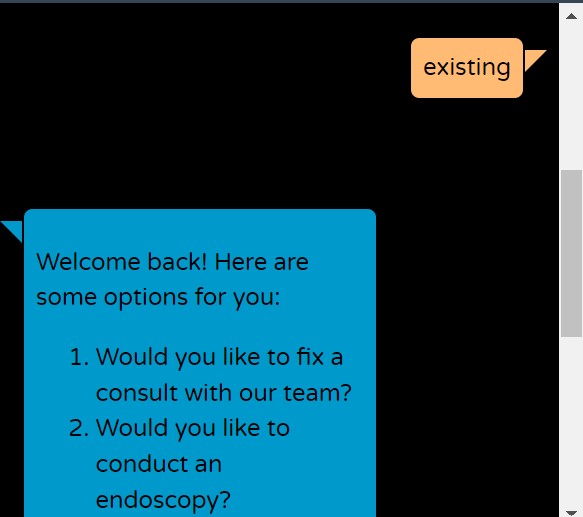 existing
Welcome back! Here are
some options for you:
1. Would you like to fix a
consult with our team?
2. Would you like to
conduct an
endoscopy?